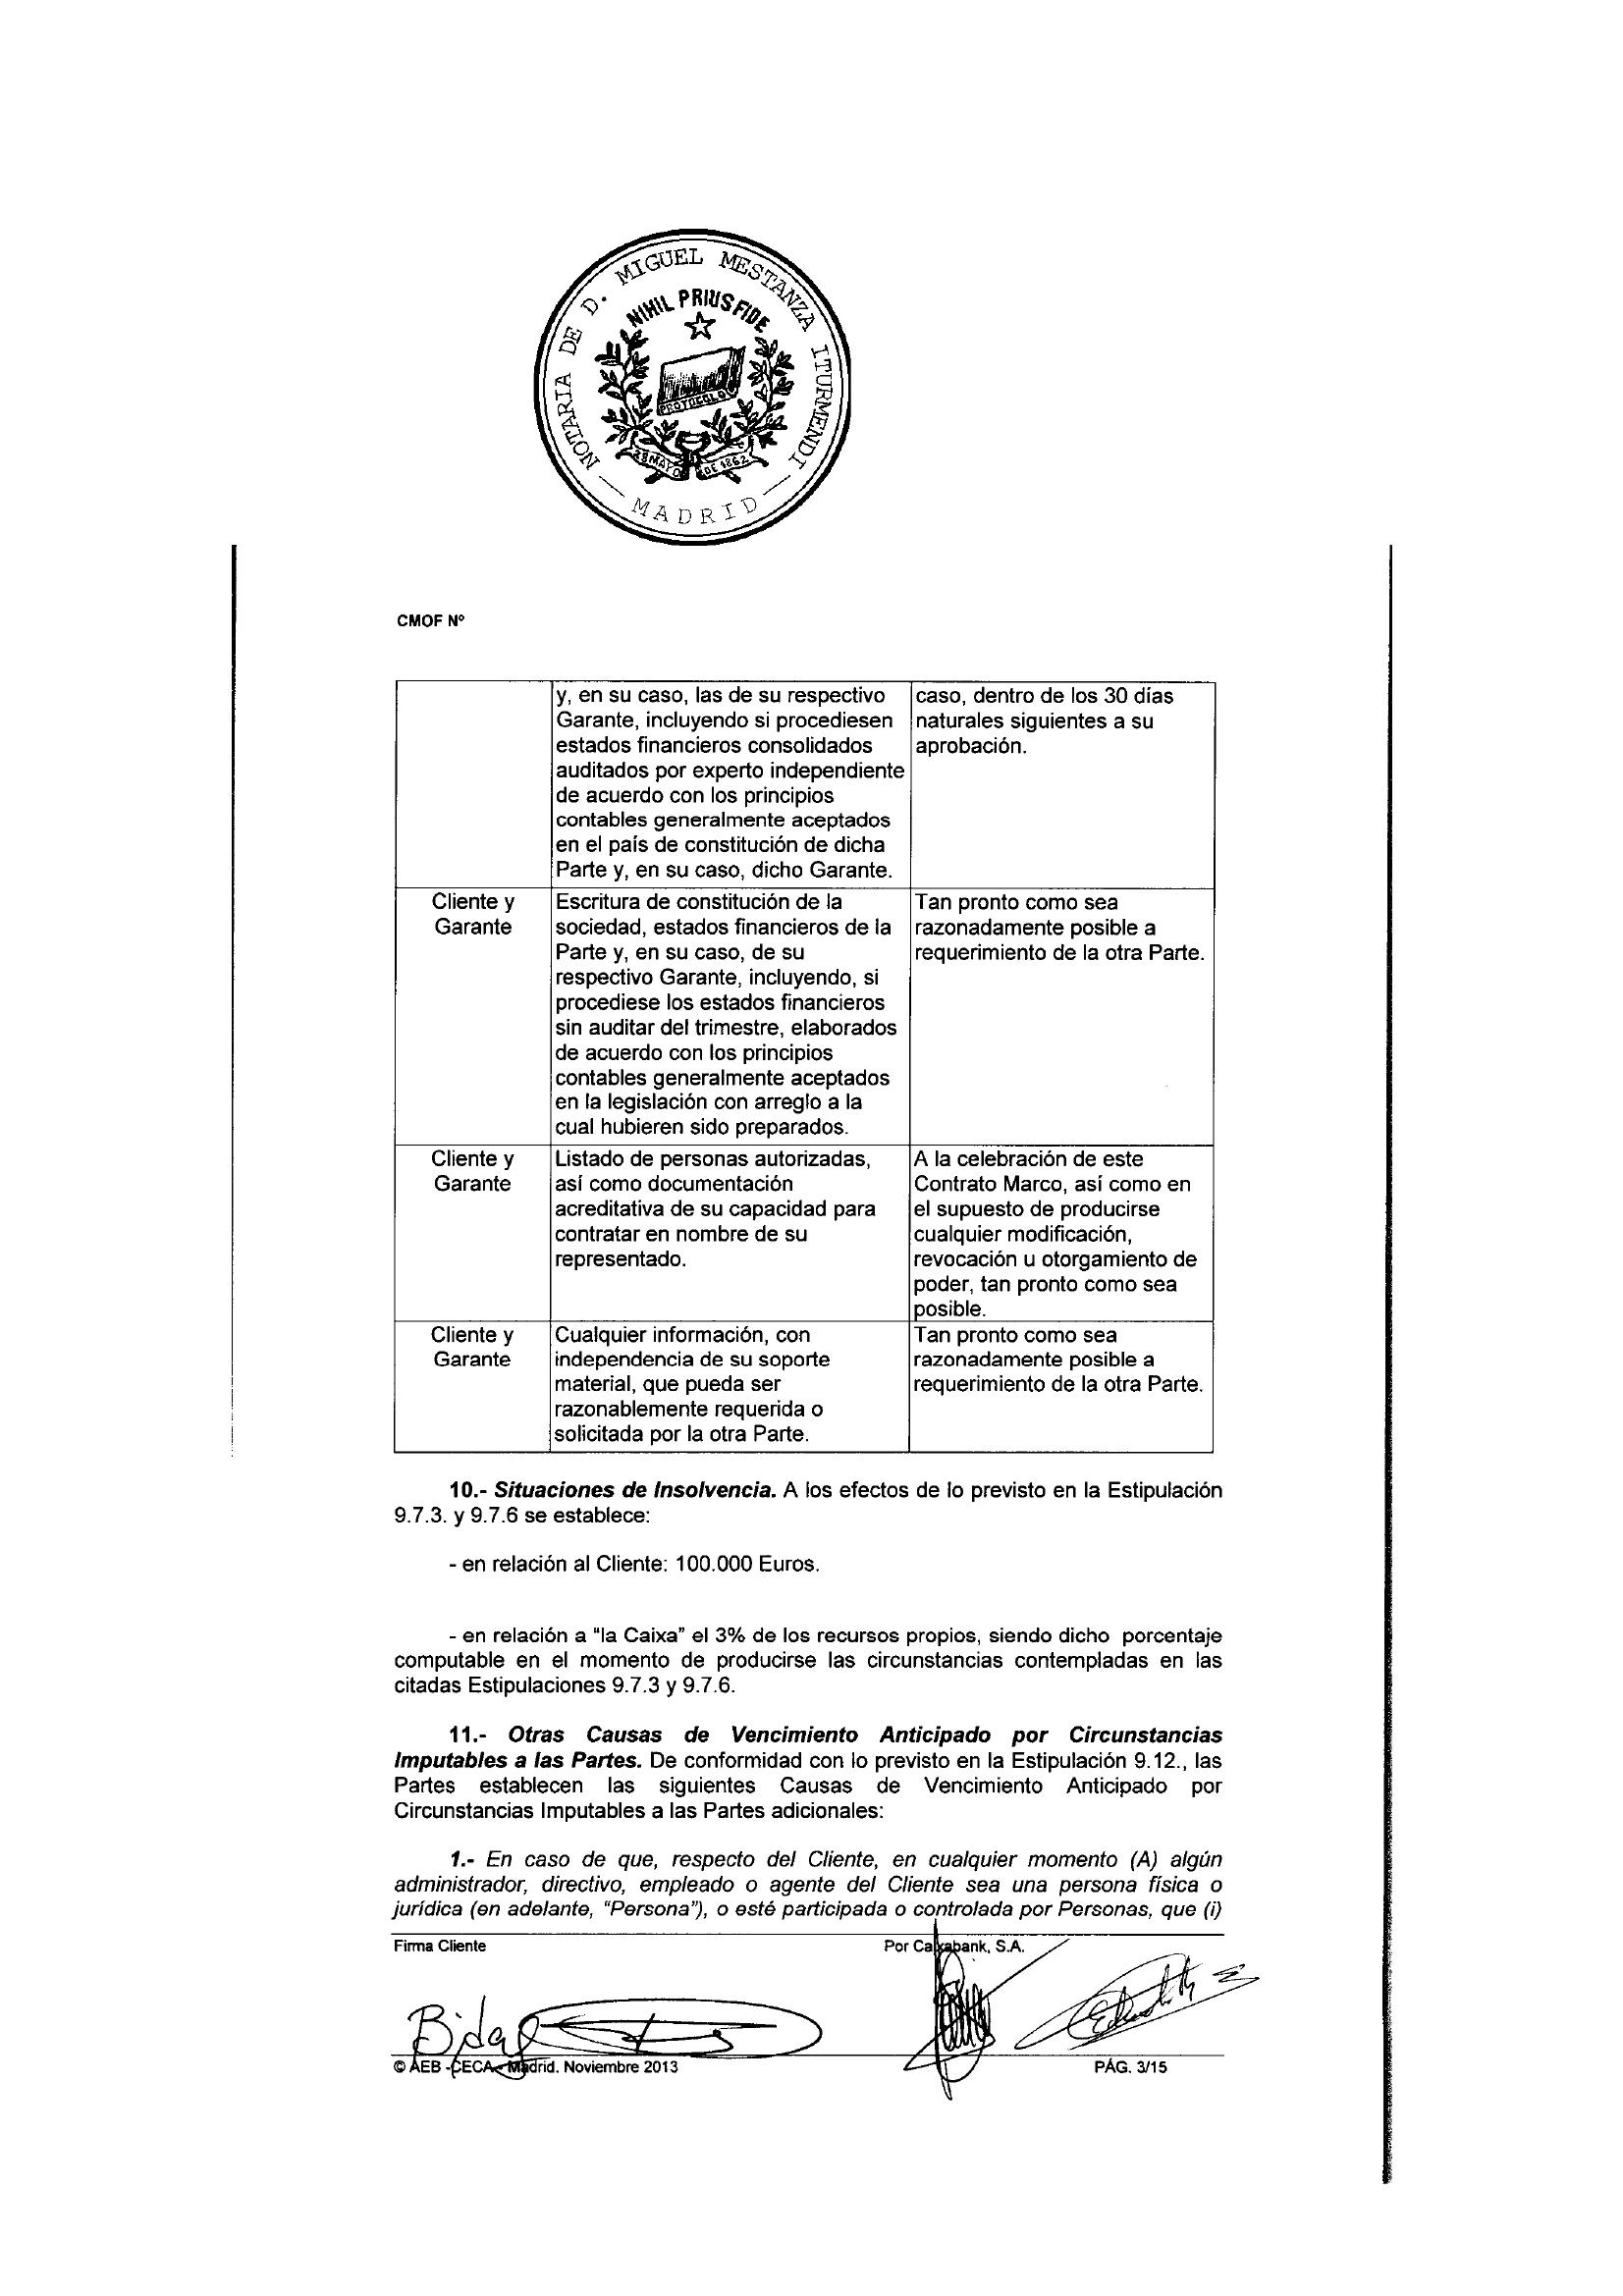 NOTARIA DE D. MIGUEL MESTANZA ITURMENDI
NIHIL PRIUS FIDE
PROTOCOLO
28 MAYO DE 1862
MADRID
CMOF Nº
y, en su caso, las de su respectivo
Garante, incluyendo si procediesen
estados financieros consolidados
auditados por experto independiente
de acuerdo con los principios
contables generalmente aceptados
en el país de constitución de dicha
Parte y, en su caso, dicho Garante.
caso, dentro de los 30 días
naturales siguientes a su
aprobación.
Cliente y
Garante
Escritura de constitución de la
sociedad, estados financieros de la
Parte y, en su caso, de su
respectivo Garante, incluyendo, si
procediese los estados financieros
sin auditar del trimestre, elaborados
de acuerdo con los principios
contables generalmente aceptados
en la legislación con arreglo a la
cual hubieren sido preparados.
Tan pronto como sea
razonadamente posible a
requerimiento de la otra Parte.
Cliente y
Garante
Listado de personas autorizadas,
así como documentación
acreditativa de su capacidad para
contratar en nombre de su
representado.
A la celebración de este
Contrato Marco, así como en
el supuesto de producirse
cualquier modificación,
revocación u otorgamiento de
poder, tan pronto como sea
posible.
Cliente y
Garante
Cualquier información, con
independencia de su soporte
material, que pueda ser
razonablemente requerida o
solicitada por la otra Parte.
Tan pronto como sea
razonadamente posible a
requerimiento de la otra Parte.
10.- Situaciones de Insolvencia. A los efectos de lo previsto en la Estipulación
9.7.3. y 9.7.6 se establece:
- en relación al Cliente: 100.000 Euros.
- en relación a “la Caixa” el 3% de los recursos propios, siendo dicho porcentaje
computable en el momento de producirse las circunstancias contempladas en las
citadas Estipulaciones 9.7.3 y 9.7.6.
11.- Otras Causas de Vencimiento Anticipado por Circunstancias
Imputables a las Partes. De conformidad con lo previsto en la Estipulación 9.12., las
Partes establecen las siguientes Causas de Vencimiento Anticipado por
Circunstancias Imputables a las Partes adicionales:
1.- En caso de que, respecto del Cliente, en cualquier momento (A) algún
administrador, directivo, empleado o agente del Cliente sea una persona física o
jurídica (en adelante, “Persona”), o esté participada o controlada por Personas, que (i)
Firma Cliente
Por Caixabank, S.A.
© AEB -CECA - Madrid. Noviembre 2013
PÁG. 3/15